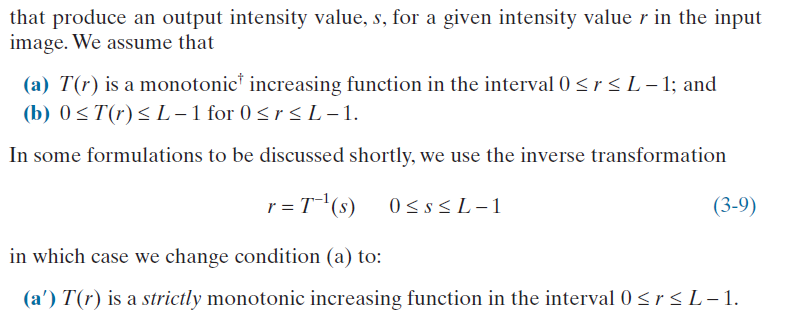 that produce an output intensity value, s, for a given intensity value r in the input
image. We assume that
(a) T(r) is a monotonic† increasing function in the interval 0 ≤ r ≤ L − 1; and
(b) 0 ≤ T(r) ≤ L − 1 for 0 ≤ r ≤ L − 1.
In some formulations to be discussed shortly, we use the inverse transformation
r = T⁻¹(s) 0 ≤ s ≤ L − 1 (3-9)
in which case we change condition (a) to:
(a′) T(r) is a strictly monotonic increasing function in the interval 0 ≤ r ≤ L − 1.